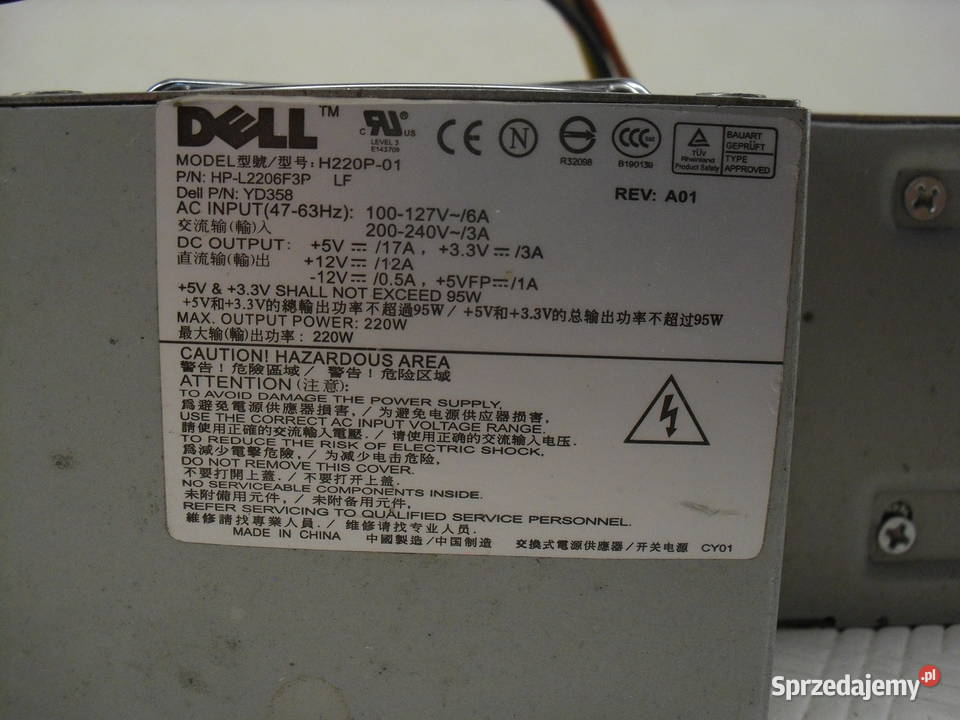 DELL™
C UL® US
LEVEL 3
E143709
CE
N
R32098
B190139
TÜV
Rheinland
Product Safety
BAUART
GEPRÜFT
TYPE
APPROVED
MODEL型號/型号: H220P-01
P/N: HP-L2206F3P LF
Dell P/N: YD358
REV: A01
AC INPUT(47-63Hz): 100-127V~/6A
交流输(輸)入 200-240V~/3A
DC OUTPUT: +5V⎓/17A , +3.3V⎓/3A
直流输(輸)出 +12V⎓/12A
-12V⎓/0.5A , +5VFP⎓/1A
+5V & +3.3V SHALL NOT EXCEED 95W
+5V和+3.3V的總輸出功率不超過95W / +5V和+3.3V的总输出功率不超过95W
MAX. OUTPUT POWER: 220W
最大输(輸)出功率: 220W
CAUTION! HAZARDOUS AREA
警告! 危險區域/ 警告! 危险区域
ATTENTION (注意):
TO AVOID DAMAGE THE POWER SUPPLY,
爲避免電源供應器損害, / 为避免电源供应器损害,
USE THE CORRECT AC INPUT VOLTAGE RANGE.
請使用正確的交流輸入電壓. / 请使用正确的交流输入电压.
TO REDUCE THE RISK OF ELECTRIC SHOCK,
爲減少電擊危險, / 为减少电击危险,
DO NOT REMOVE THIS COVER.
不要打開上蓋. / 不要打开上盖.
NO SERVICEABLE COMPONENTS INSIDE.
未附備用元件, / 未附备用元件,
REFER SERVICING TO QUALIFIED SERVICE PERSONNEL.
維修請找專業人員. / 维修请找专业人员.
MADE IN CHINA 中國製造/中国制造 交換式電源供應器/开关电源 CY01
Sprzedajemy.pl